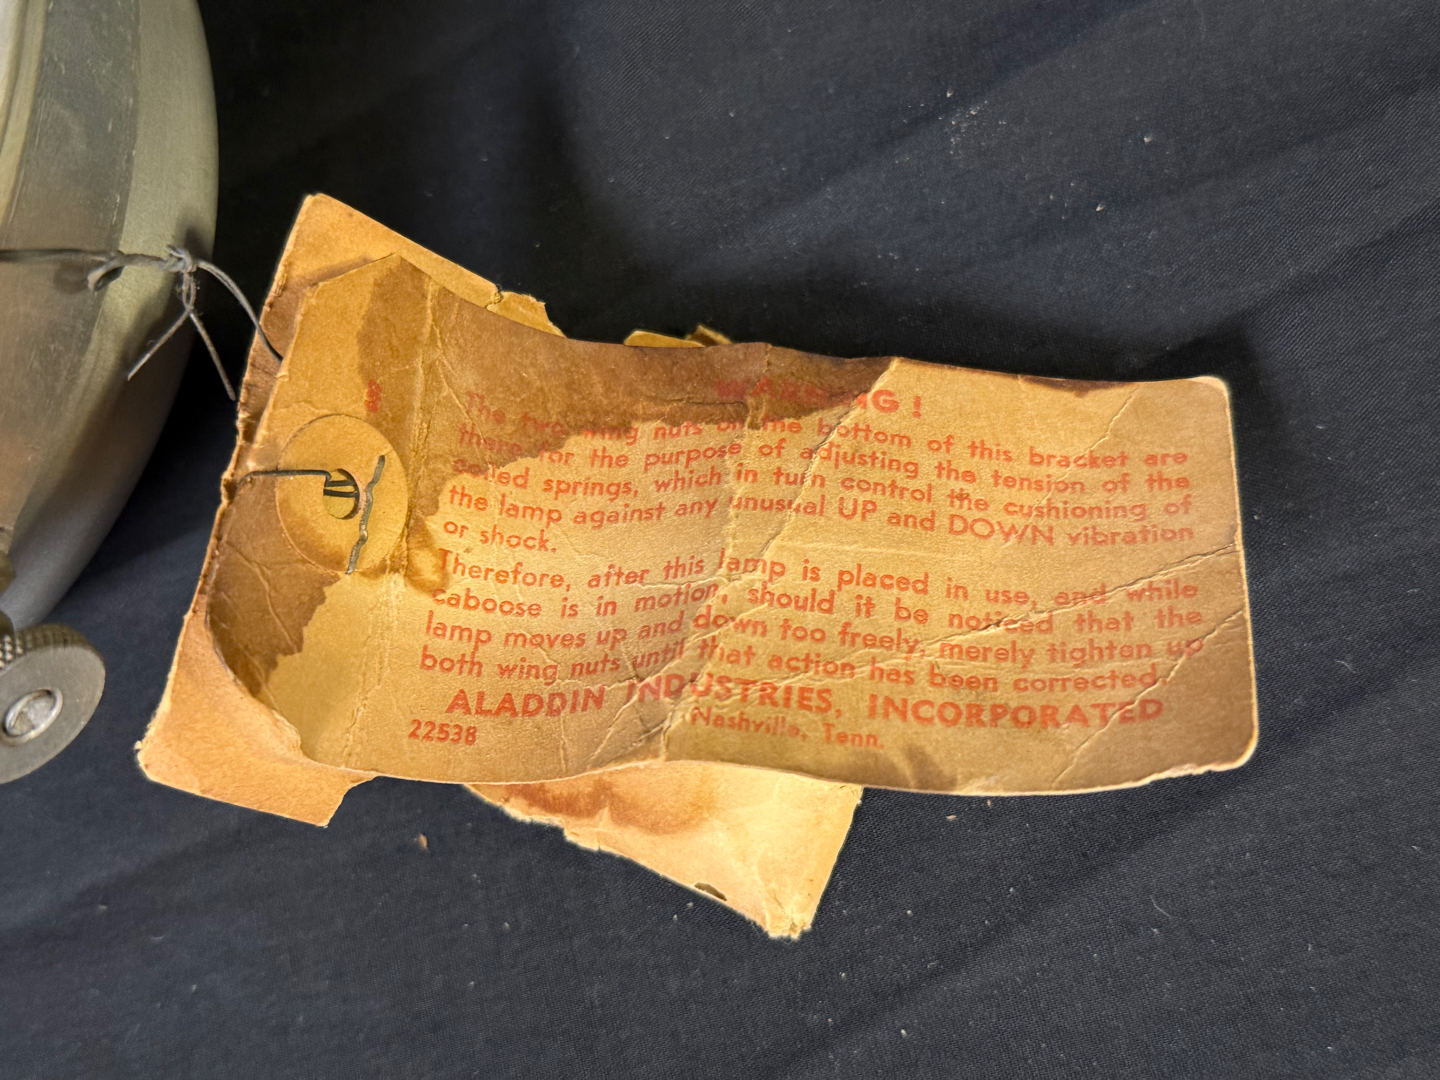 WARNING!
The two wing nuts on the bottom of this bracket are
there for the purpose of adjusting the tension of the
coiled springs, which in turn control the cushioning of
the lamp against any unusual UP and DOWN vibration
or shock.
Therefore, after this lamp is placed in use, and while
caboose is in motion, should it be noticed that the
lamp moves up and down too freely, merely tighten up
both wing nuts until that action has been corrected.
ALADDIN INDUSTRIES, INCORPORATED
Nashville, Tenn.
22538